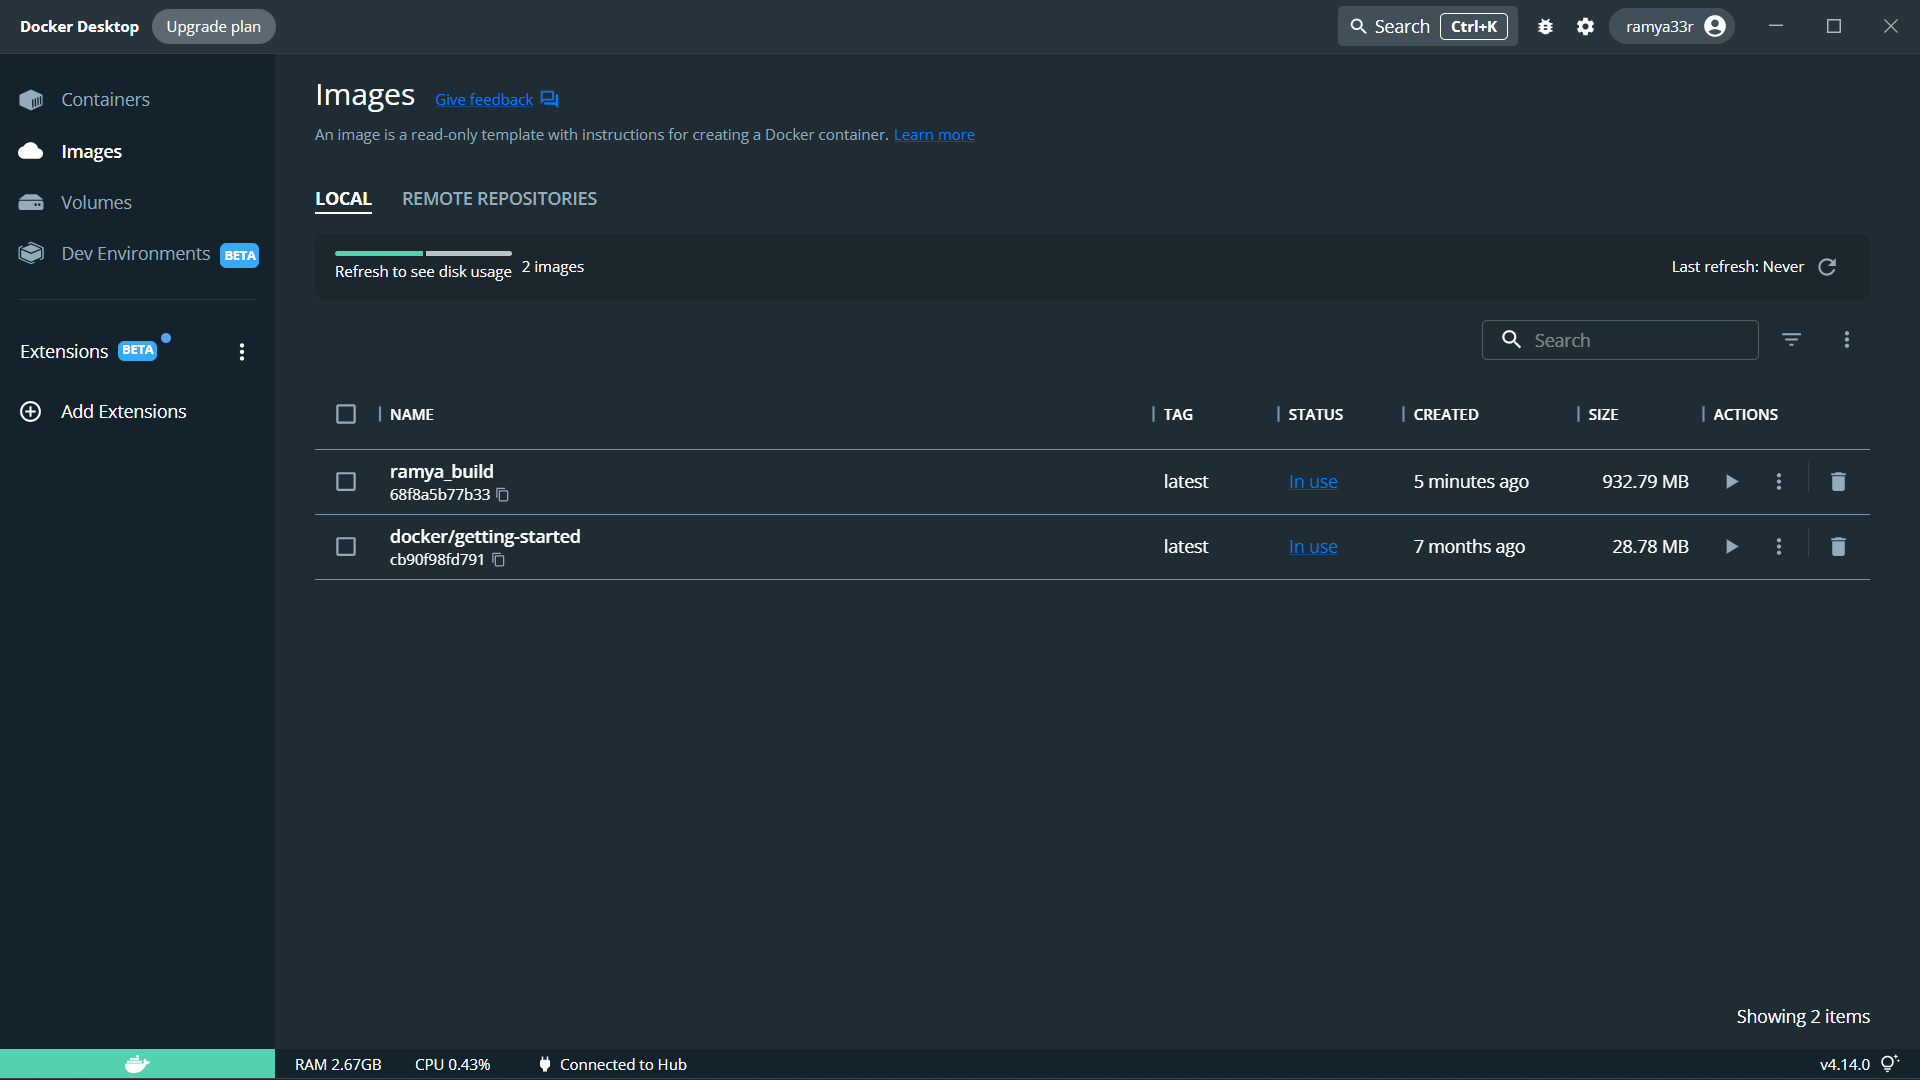 Docker Desktop Upgrade plan Search Ctrl+K ramya33r
Containers
Images
Volumes
Dev Environments BETA
Extensions BETA
Add Extensions
Images Give feedback
An image is a read-only template with instructions for creating a Docker container. Learn more
LOCAL REMOTE REPOSITORIES
Refresh to see disk usage 2 images Last refresh: Never
Search
NAME TAG STATUS CREATED SIZE ACTIONS
ramya_build latest In use 5 minutes ago 932.79 MB
68f8a5b77b33
docker/getting-started latest In use 7 months ago 28.78 MB
cb90f98fd791
Showing 2 items
RAM 2.67GB CPU 0.43% Connected to Hub v4.14.0